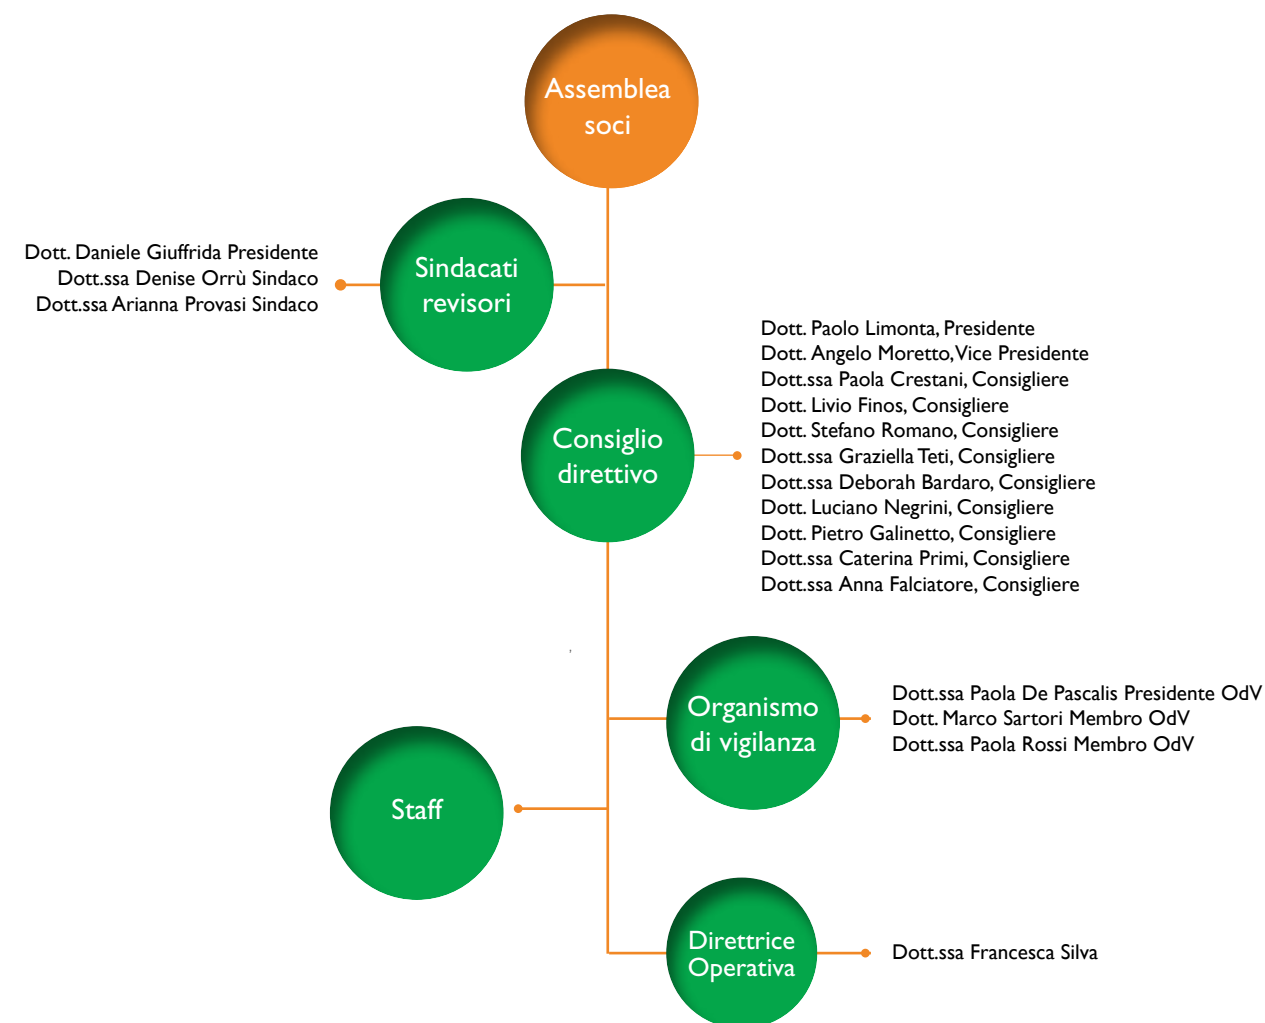 Assemblea
soci
Dott. Daniele Giuffrida Presidente
Dott.ssa Denise Orrù Sindaco
Dott.ssa Arianna Provasi Sindaco
Sindacati
revisori
Dott. Paolo Limonta, Presidente
Dott. Angelo Moretto, Vice Presidente
Dott.ssa Paola Crestani, Consigliere
Dott. Livio Finos, Consigliere
Dott. Stefano Romano, Consigliere
Dott.ssa Graziella Teti, Consigliere
Dott.ssa Deborah Bardaro, Consigliere
Dott. Luciano Negrini, Consigliere
Dott. Pietro Galinetto, Consigliere
Dott.ssa Caterina Primi, Consigliere
Dott.ssa Anna Falciatore, Consigliere
Consiglio
direttivo
,
Organismo
di vigilanza
Dott.ssa Paola De Pascalis Presidente OdV
Dott. Marco Sartori Membro OdV
Dott.ssa Paola Rossi Membro OdV
Staff
Direttrice
Operativa
Dott.ssa Francesca Silva